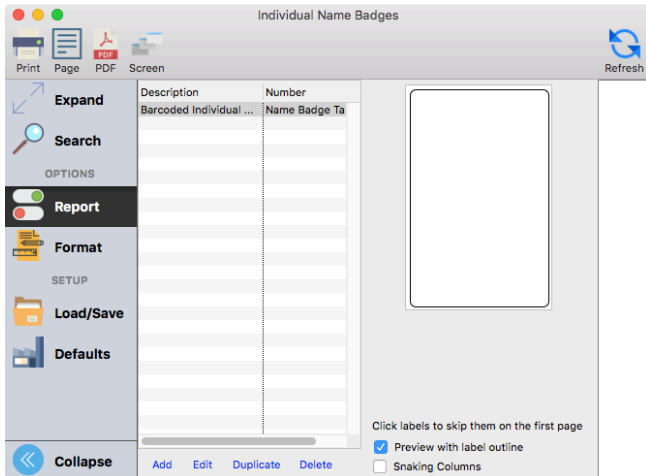 Individual Name Badges
Print Page PDF Screen Refresh
PDF
Expand
Search
OPTIONS
Report
Format
SETUP
Load/Save
Defaults
Collapse
Description Number
Barcoded Individual ... Name Badge Ta
Add Edit Duplicate Delete
Click labels to skip them on the first page
Preview with label outline
Snaking Columns